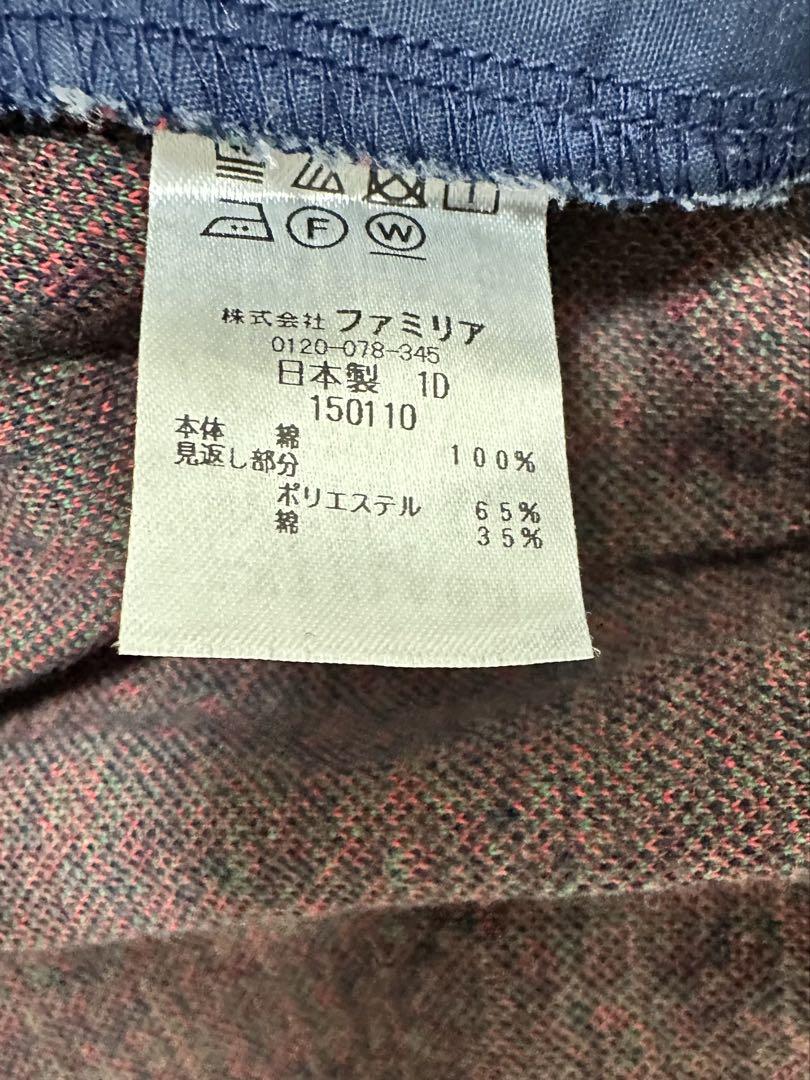 F W
株式会社 ファミリア
0120-078-345
日本製 1D
150110
本体 綿 100%
見返し部分
ポリエステル 65%
綿 35%